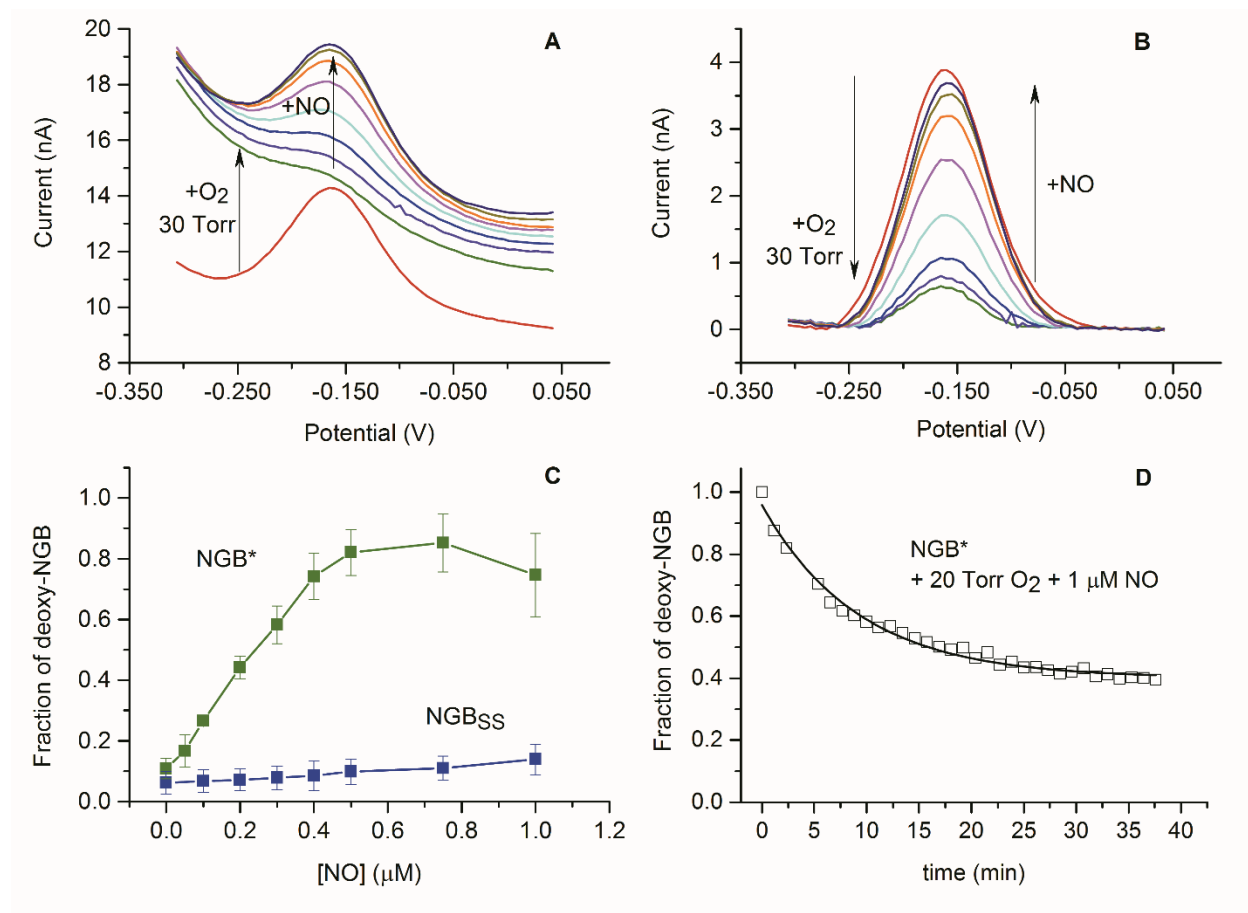 A
20
18
16
14
12
10
8
Current (nA)
+NO
+O2
30 Torr
-0.350
-0.250
-0.150
-0.050
0.050
Potential (V)
B
4
3
2
1
0
Current (nA)
+O2
30 Torr
+NO
-0.350
-0.250
-0.150
-0.050
0.050
Potential (V)
C
1.0
0.8
0.6
0.4
0.2
0.0
Fraction of deoxy-NGB
NGB*
NGBSS
0.0
0.2
0.4
0.6
0.8
1.0
1.2
[NO] (μM)
D
1.0
0.8
0.6
0.4
0.2
0.0
Fraction of deoxy-NGB
NGB*
+ 20 Torr O2 + 1 μM NO
0
5
10
15
20
25
30
35
40
time (min)